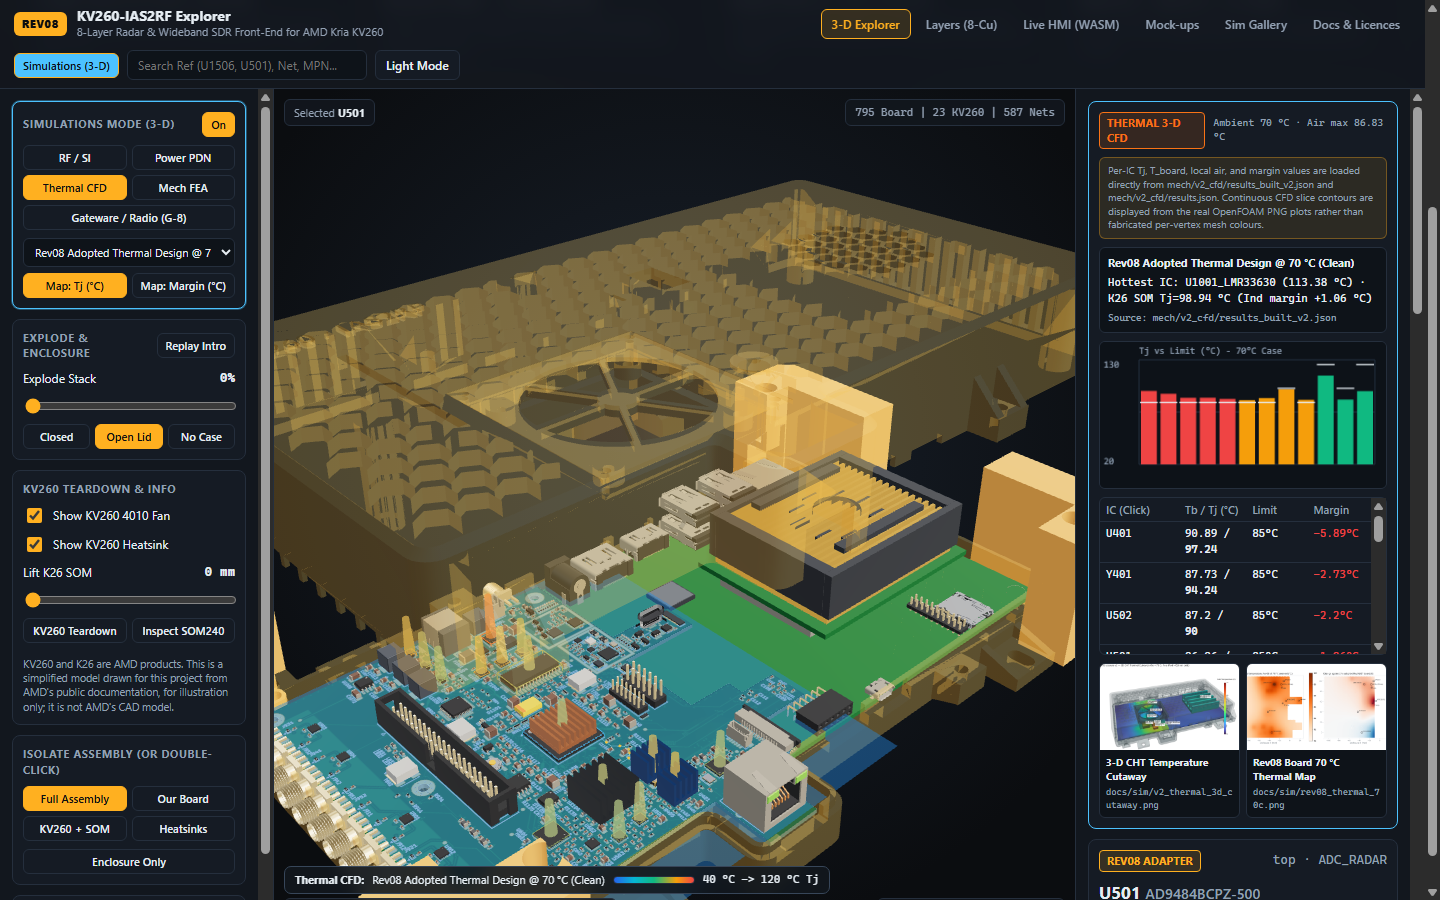 REV08
KV260-IAS2RF Explorer
8-Layer Radar & Wideband SDR Front-End for AMD Kria KV260
3-D Explorer
Layers (8-Cu)
Live HMI (WASM)
Mock-ups
Sim Gallery
Docs & Licences
Simulations (3-D)
Search Ref (U1506, U501), Net, MPN...
Light Mode
SIMULATIONS MODE (3-D)
On
RF / SI
Power PDN
Thermal CFD
Mech FEA
Gateware / Radio (G-8)
Rev08 Adopted Thermal Design @ 7
Map: Tj (°C)
Map: Margin (°C)
EXPLODE &
ENCLOSURE
Replay Intro
Explode Stack
0%
Closed
Open Lid
No Case
KV260 TEARDOWN & INFO
Show KV260 4010 Fan
Show KV260 Heatsink
Lift K26 SOM
0 mm
KV260 Teardown
Inspect SOM240
KV260 and K26 are AMD products. This is a
simplified model drawn for this project from
AMD's public documentation, for illustration
only; it is not AMD's CAD model.
ISOLATE ASSEMBLY (OR DOUBLE-
CLICK)
Full Assembly
Our Board
KV260 + SOM
Heatsinks
Enclosure Only
Selected U501
795 Board | 23 KV260 | 587 Nets
Thermal CFD: Rev08 Adopted Thermal Design @ 70 °C (Clean)
40 °C -> 120 °C Tj
THERMAL 3-D
CFD
Ambient 70 °C · Air max 86.83
°C
Per-IC Tj, T_board, local air, and margin values are loaded
directly from mech/v2_cfd/results_built_v2.json and
mech/v2_cfd/results.json. Continuous CFD slice contours are
displayed from the real OpenFOAM PNG plots rather than
fabricated per-vertex mesh colours.
Rev08 Adopted Thermal Design @ 70 °C (Clean)
Hottest IC: U1001_LMR33630 (113.38 °C) ·
K26 SOM Tj=98.94 °C (Ind margin +1.06 °C)
Source: mech/v2_cfd/results_built_v2.json
Tj vs Limit (°C) - 70°C Case
130
20
IC (Click)
Tb / Tj (°C)
Limit
Margin
U401
90.89 /
97.24
85°C
-5.89°C
Y401
87.73 /
94.24
85°C
-2.73°C
U502
87.2 /
90
85°C
-2.2°C
3-D CHT Temperature
Cutaway
docs/sim/v2_thermal_3d_c
utaway.png
Rev08 Board 70 °C
Thermal Map
docs/sim/rev08_thermal_7
0c.png
REV08 ADAPTER
top · ADC_RADAR
U501 AD9484BCPZ-500